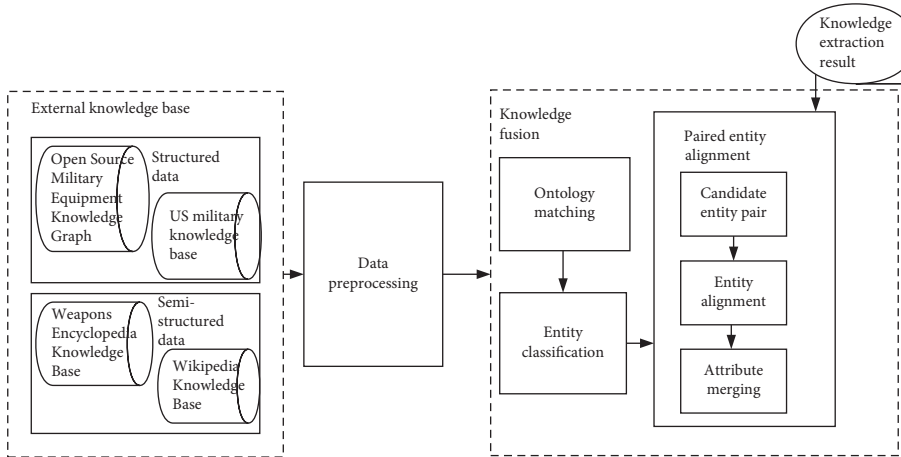 Knowledge
extraction
result
External knowledge base
Open Source
Military
Equipment
Knowledge
Graph
Structured
data
US military
knowledge
base
Weapons
Encyclopedia
Knowledge
Base
Semi-
structured
data
Wikipedia
Knowledge
Base
Data
preprocessing
Knowledge
fusion
Ontology
matching
Entity
classification
Paired entity
alignment
Candidate
entity pair
Entity
alignment
Attribute
merging